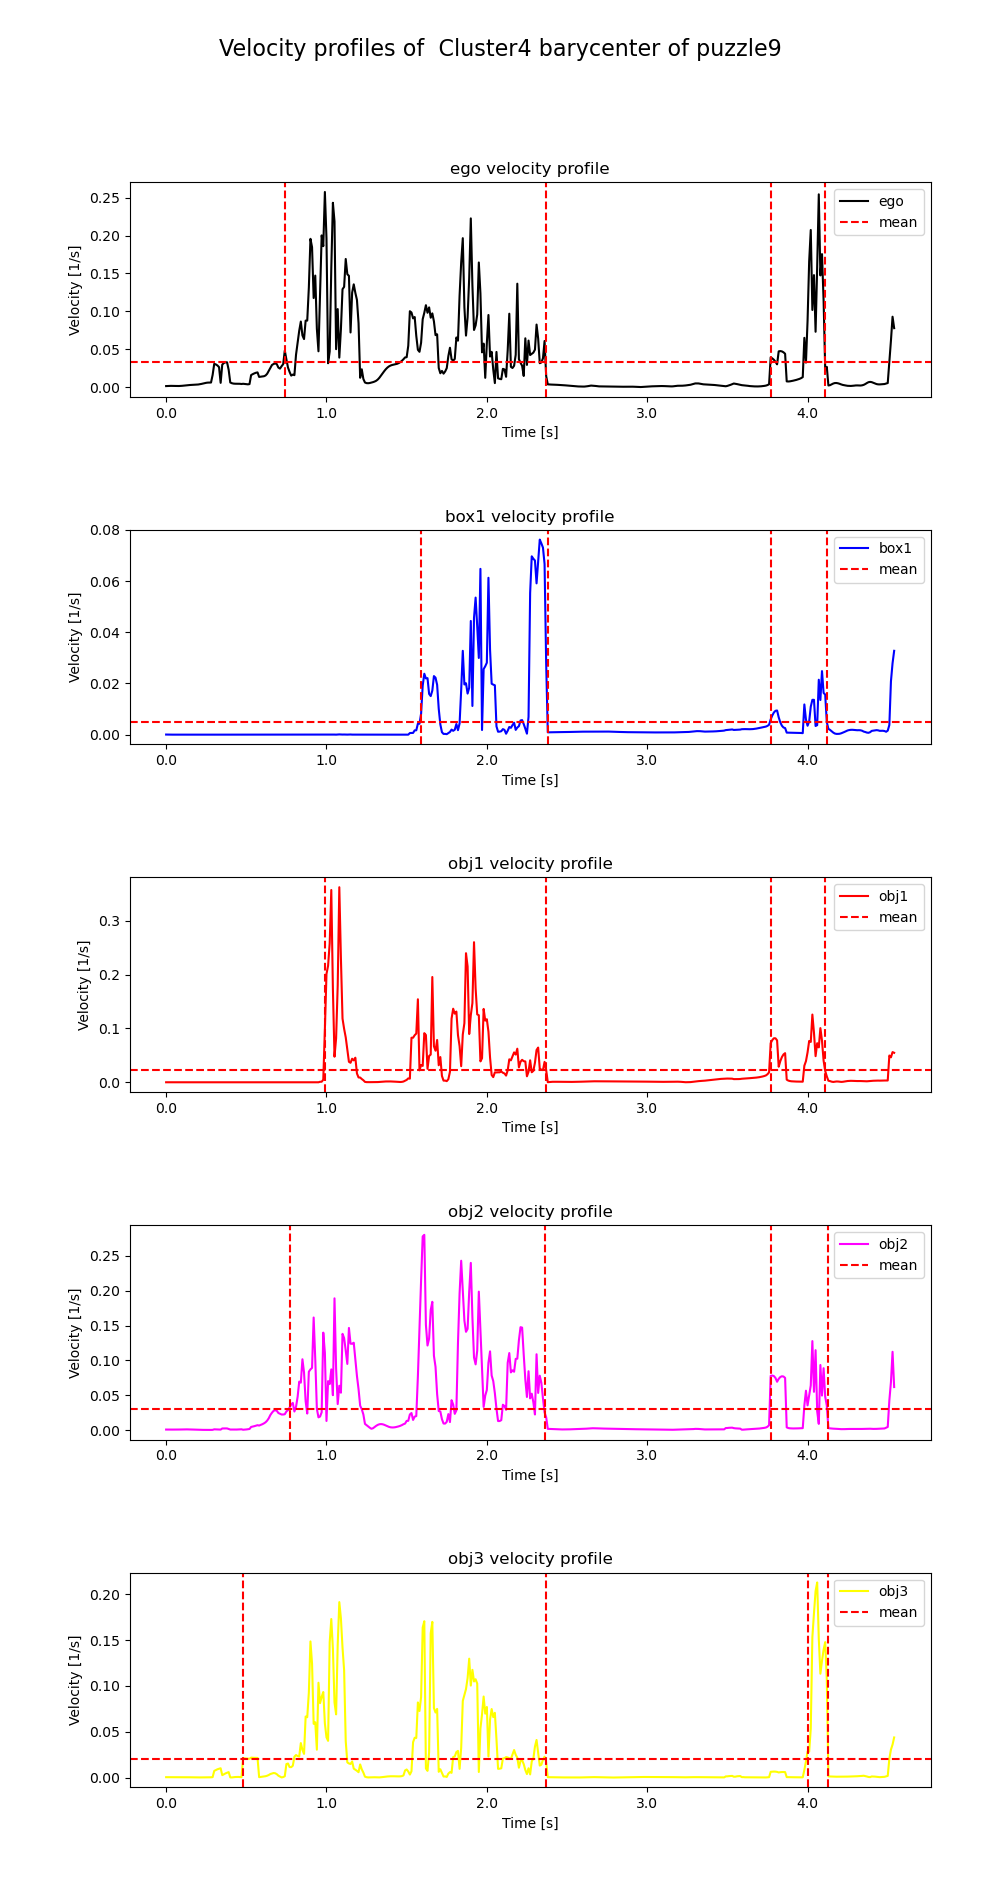 Velocity profiles of  Cluster4 barycenter of puzzle9
ego velocity profile
Velocity [1/s]
0.25
0.20
0.15
0.10
0.05
0.00
ego
mean
0.0 1.0 2.0 3.0 4.0
Time [s]
box1 velocity profile
Velocity [1/s]
0.08
0.06
0.04
0.02
0.00
box1
mean
0.0 1.0 2.0 3.0 4.0
Time [s]
obj1 velocity profile
Velocity [1/s]
0.3
0.2
0.1
0.0
obj1
mean
0.0 1.0 2.0 3.0 4.0
Time [s]
obj2 velocity profile
Velocity [1/s]
0.25
0.20
0.15
0.10
0.05
0.00
obj2
mean
0.0 1.0 2.0 3.0 4.0
Time [s]
obj3 velocity profile
Velocity [1/s]
0.20
0.15
0.10
0.05
0.00
obj3
mean
0.0 1.0 2.0 3.0 4.0
Time [s]